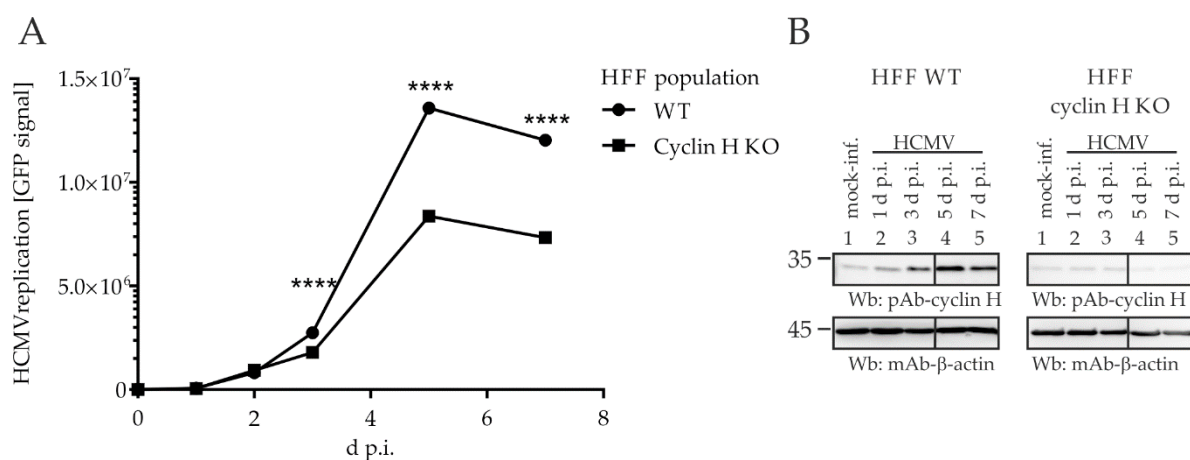 A
HCMVreplication [GFP signal]
1.5×10⁷
1.0×10⁷
5.0×10⁶
0
0 2 4 6 8
d p.i.
****
****
****
HFF population
WT
Cyclin H KO
B
HFF WT
mock-inf.
HCMV
1 d p.i.
3 d p.i.
5 d p.i.
7 d p.i.
1 2 3 4 5
35
Wb: pAb-cyclin H
45
Wb: mAb-β-actin
HFF
cyclin H KO
mock-inf.
HCMV
1 d p.i.
3 d p.i.
5 d p.i.
7 d p.i.
1 2 3 4 5
Wb: pAb-cyclin H
Wb: mAb-β-actin